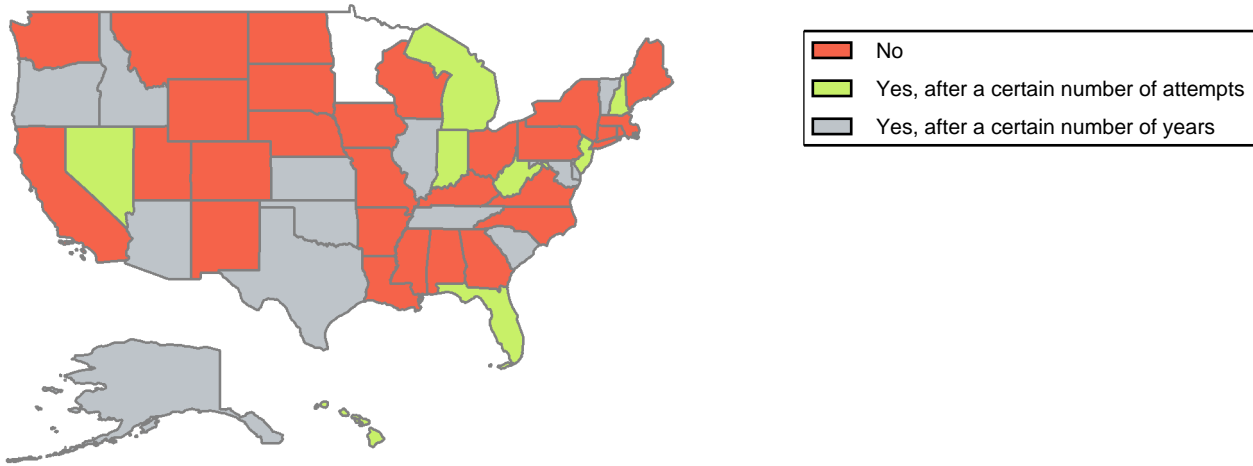 No
Yes, after a certain number of attempts
Yes, after a certain number of years